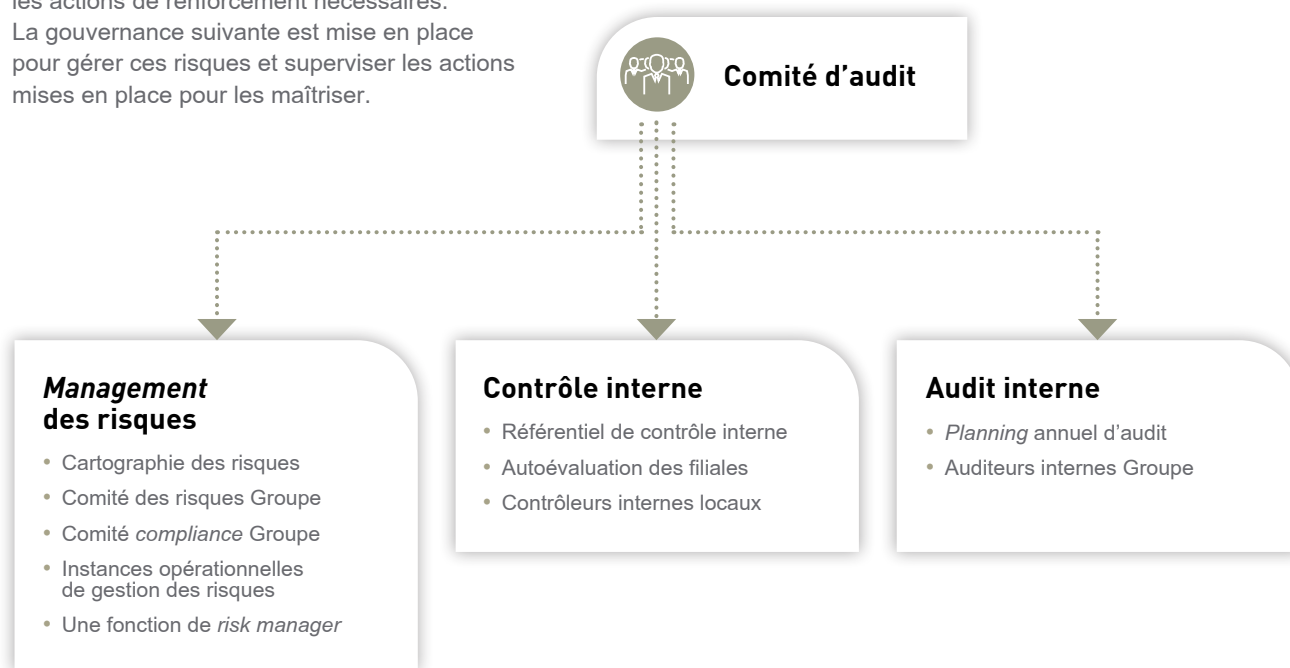 les actions de renforcement nécessaires.
La gouvernance suivante est mise en place
pour gérer ces risques et superviser les actions
mises en place pour les maîtriser.
Comité d'audit
Management
des risques
• Cartographie des risques
• Comité des risques Groupe
• Comité compliance Groupe
• Instances opérationnelles
de gestion des risques
• Une fonction de risk manager
Contrôle interne
• Référentiel de contrôle interne
• Autoévaluation des filiales
• Contrôleurs internes locaux
Audit interne
• Planning annuel d'audit
• Auditeurs internes Groupe